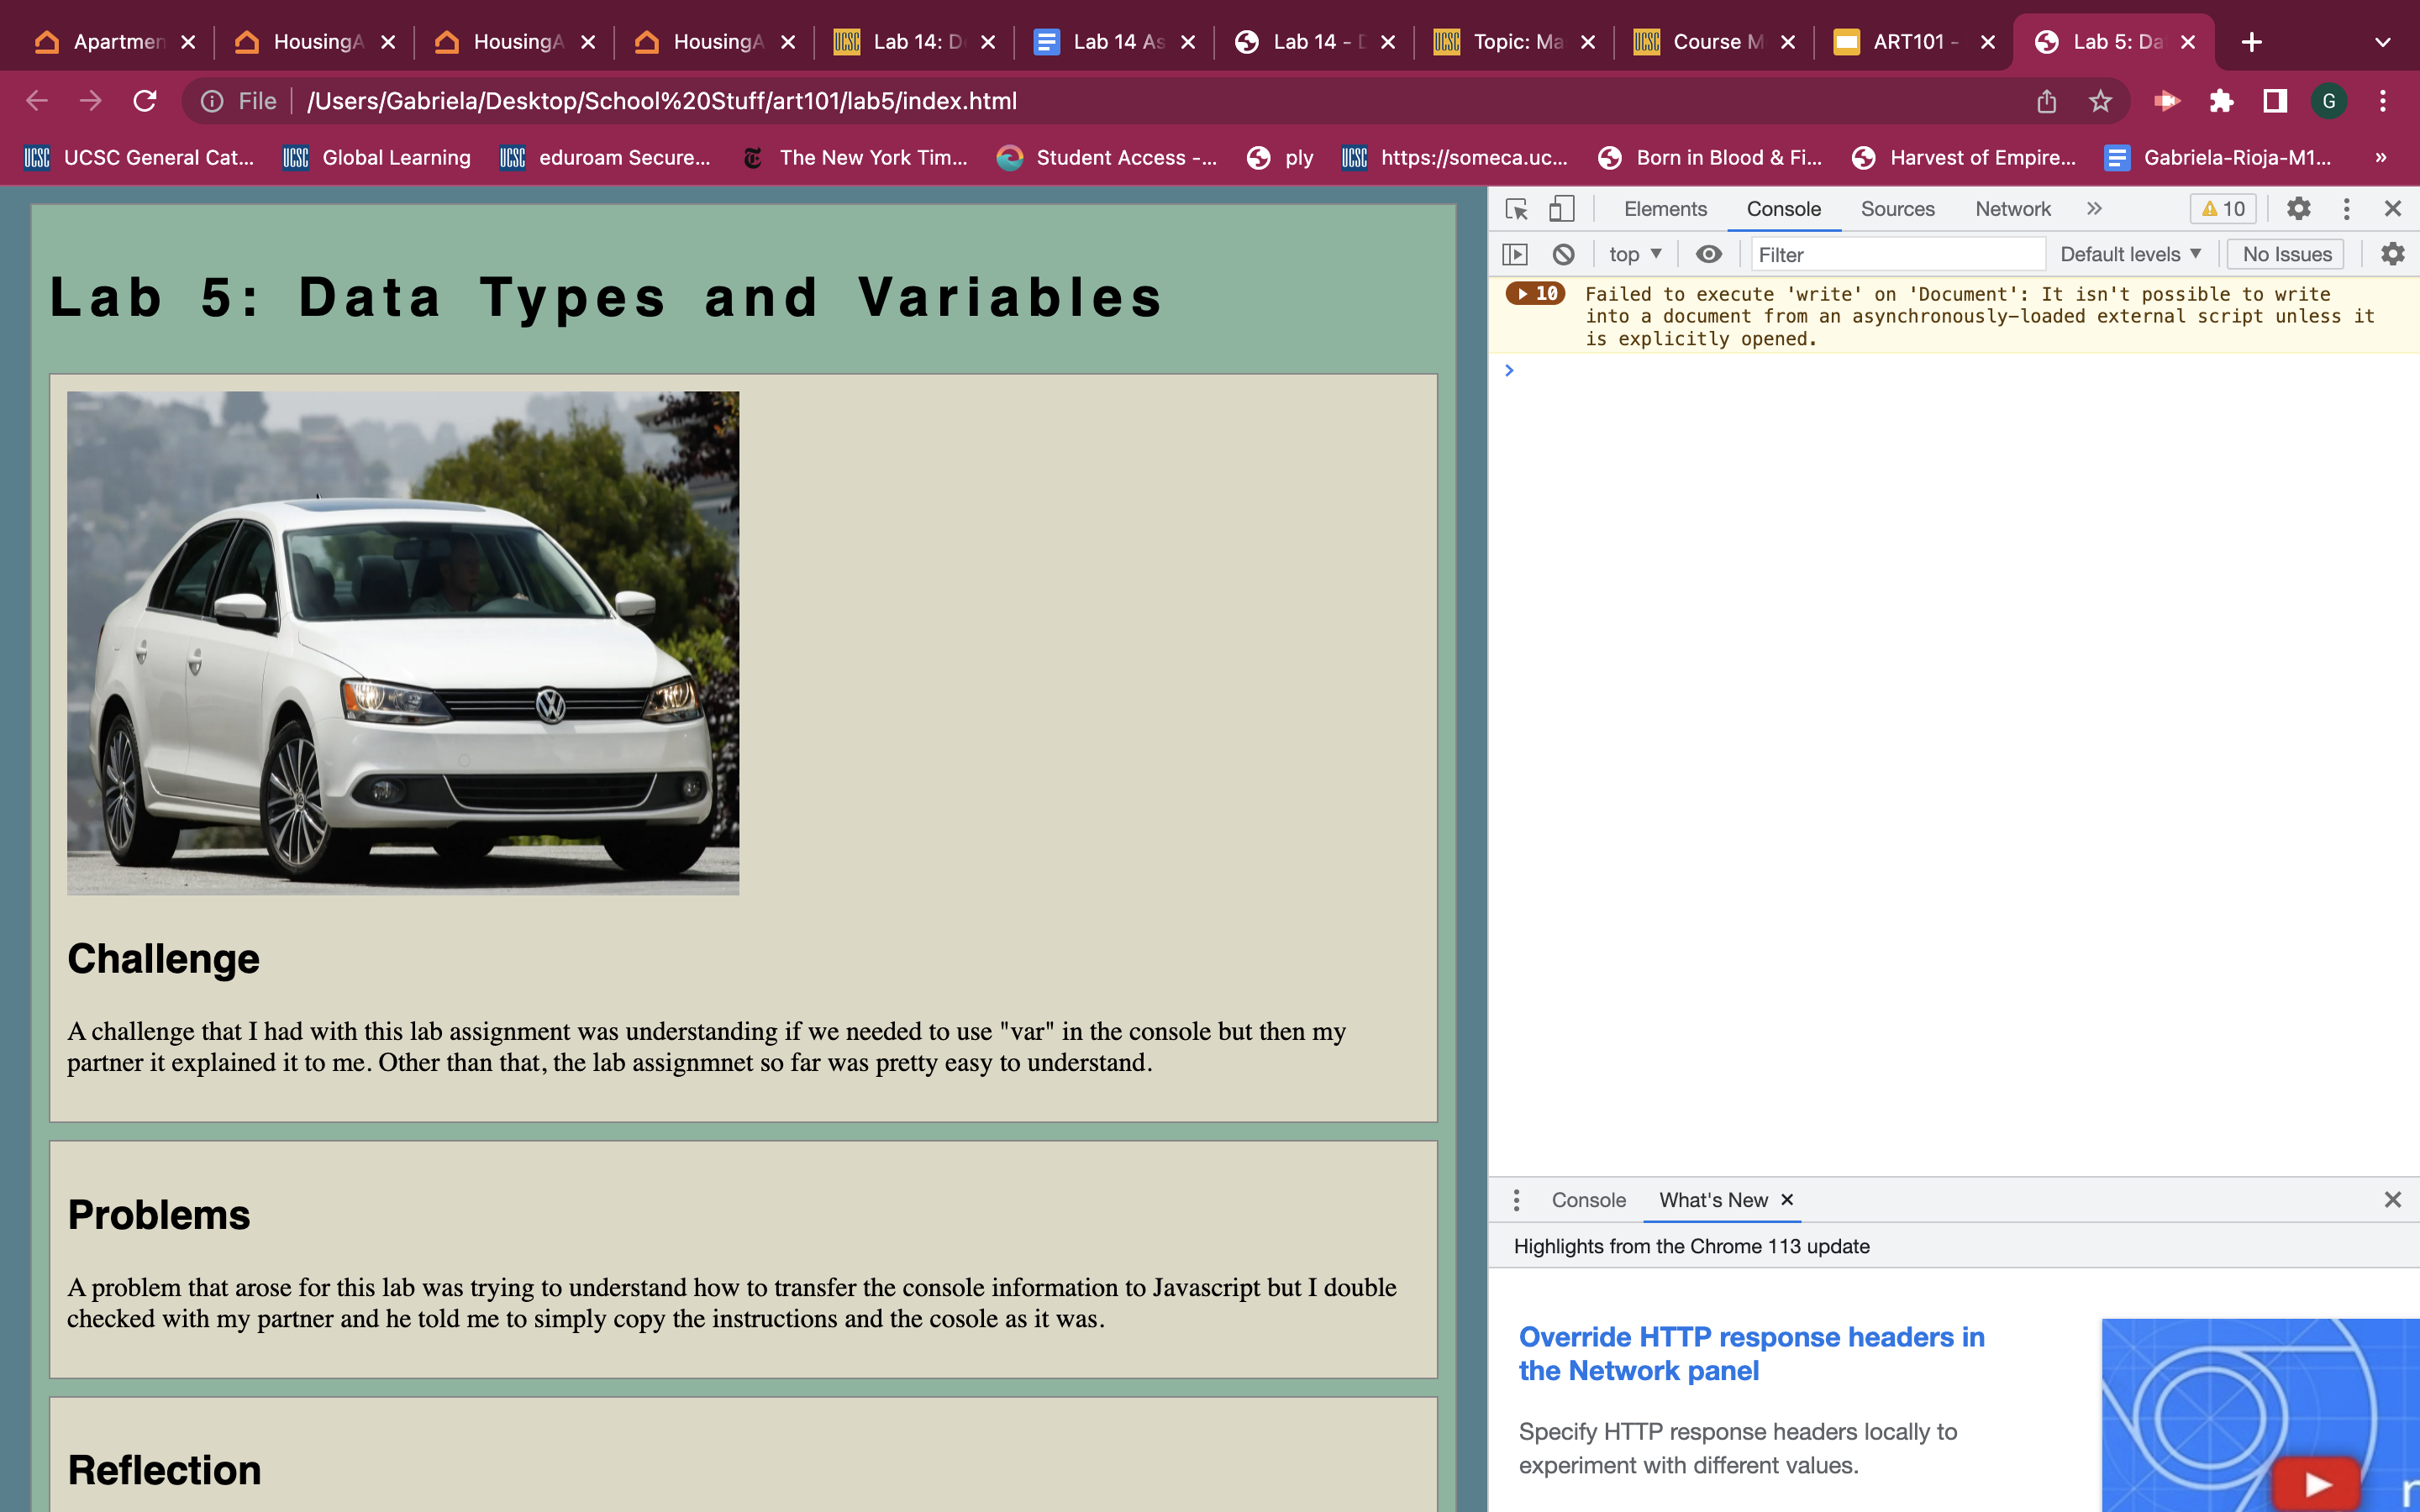 Apartmen
HousingA
HousingA
HousingA
UCSC Lab 14: D
Lab 14 As
Lab 14 - D
UCSC Topic: Ma
UCSC Course M
ART101 -
Lab 5: Da
File /Users/Gabriela/Desktop/School%20Stuff/art101/lab5/index.html
G
UCSC UCSC General Cat...
UCSC Global Learning
UCSC eduroam Secure...
The New York Tim...
Student Access -...
ply
UCSC https://someca.uc...
Born in Blood & Fi...
Harvest of Empire...
Gabriela-Rioja-M1...
»
Lab 5: Data Types and Variables
Challenge
A challenge that I had with this lab assignment was understanding if we needed to use "var" in the console but then my
partner it explained it to me. Other than that, the lab assignmnet so far was pretty easy to understand.
Problems
A problem that arose for this lab was trying to understand how to transfer the console information to Javascript but I double
checked with my partner and he told me to simply copy the instructions and the cosole as it was.
Reflection
Elements Console Sources Network » 10
top Filter Default levels No Issues
10 Failed to execute 'write' on 'Document': It isn't possible to write
into a document from an asynchronously-loaded external script unless it
is explicitly opened.
Console What's New
Highlights from the Chrome 113 update
Override HTTP response headers in
the Network panel
Specify HTTP response headers locally to
experiment with different values.